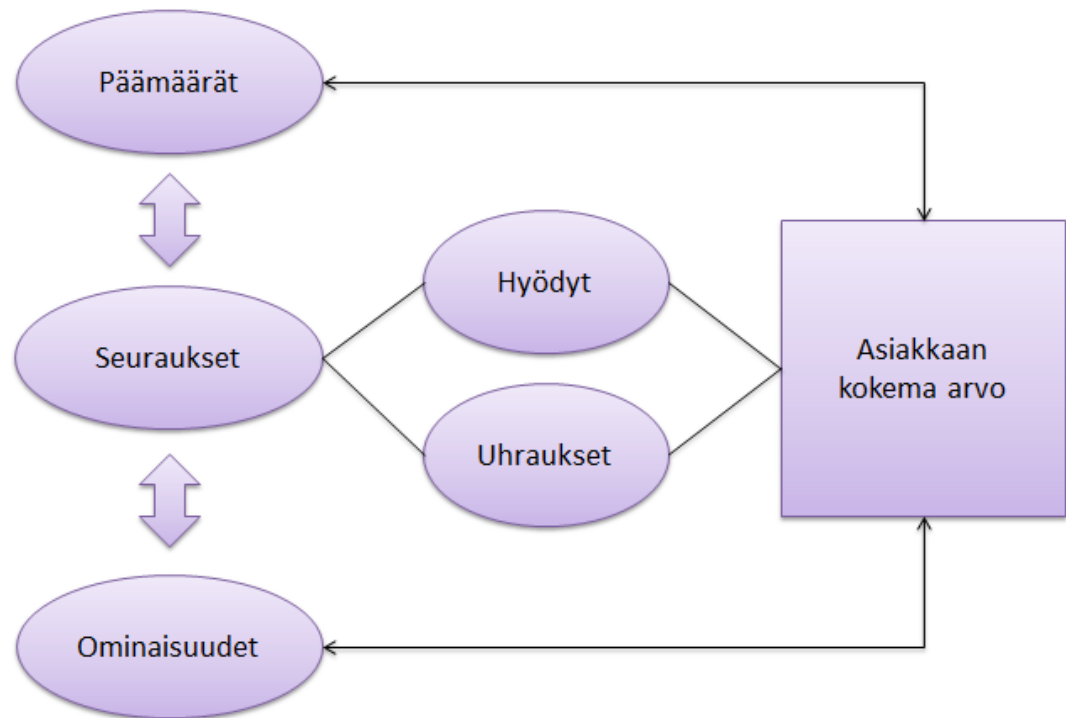 Päämäärät
Hyödyt
Seuraukset
Asiakkaan
kokema arvo
Uhraukset
Ominaisuudet